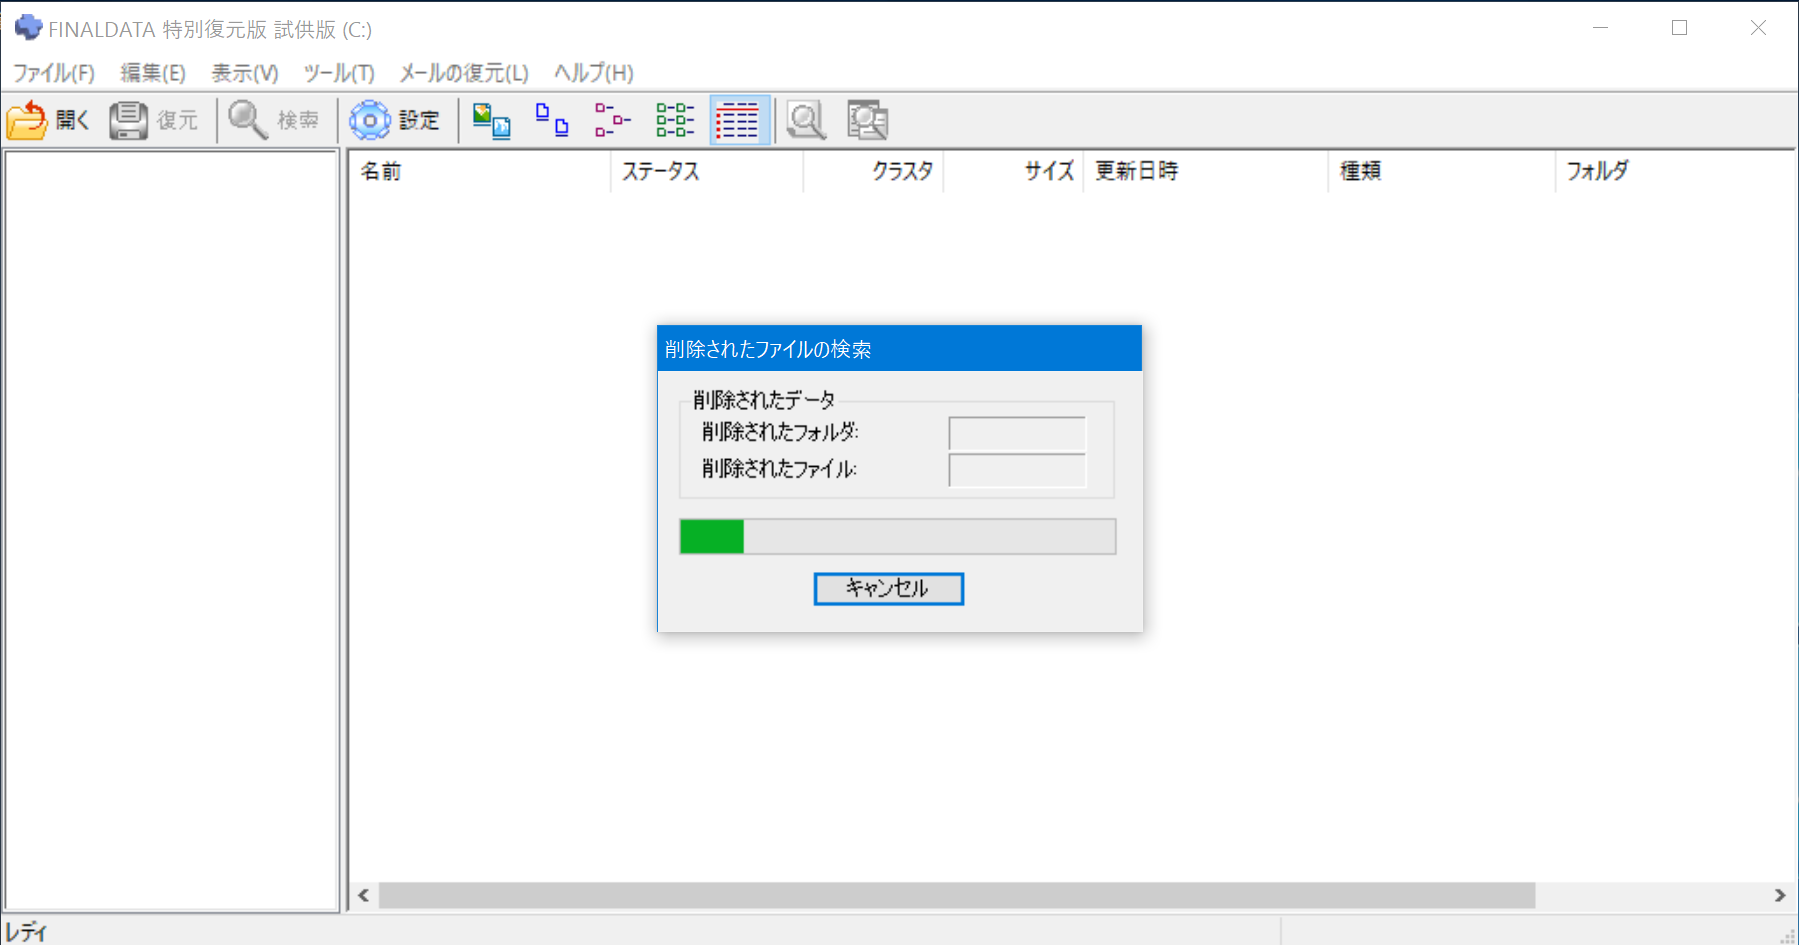 FINALDATA 特別復元版 試供版 (C:)
ファイル(F) 編集(E) 表示(V) ツール(T) メールの復元(L) ヘルプ(H)
開く 復元 検索 設定
名前 ステータス クラスタ サイズ 更新日時 種類 フォルダ
削除されたファイルの検索
削除されたデータ
削除されたフォルダ:
削除されたファイル:
キャンセル
レディ